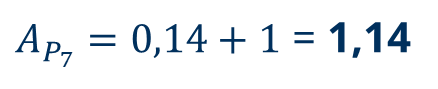 A_{P_7} = 0,14 + 1 = 1,14